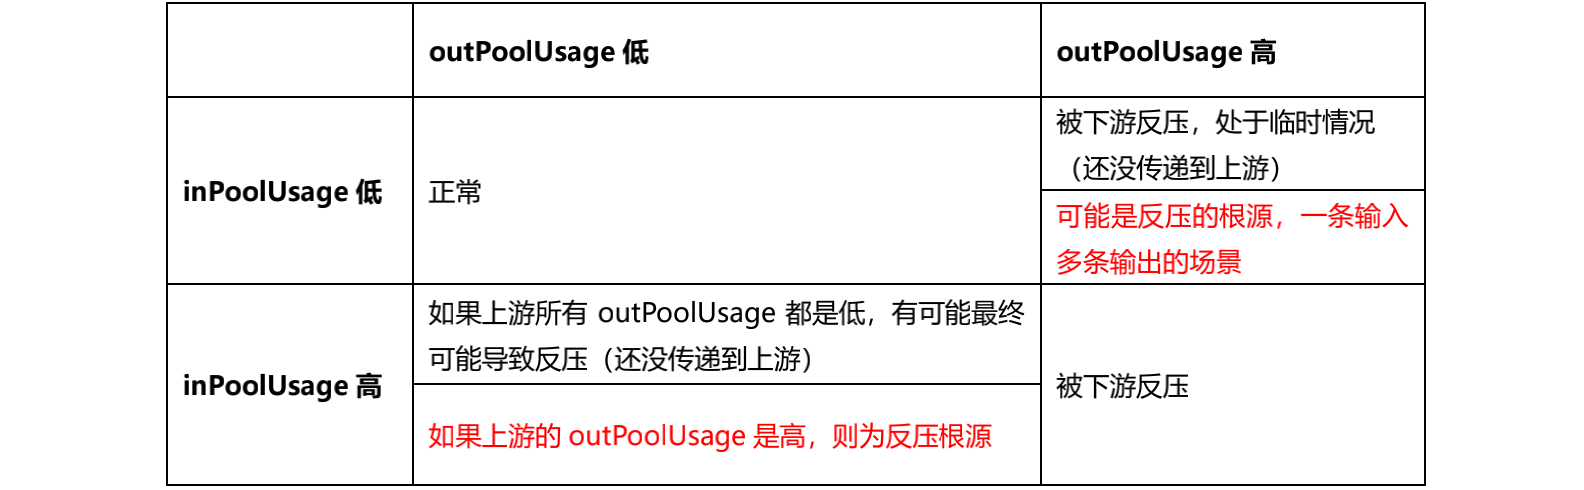 outPoolUsage 低
outPoolUsage 高
inPoolUsage 低
正常
被下游反压，处于临时情况
（还没传递到上游）
可能是反压的根源，一条输入
多条输出的场景
inPoolUsage 高
如果上游所有 outPoolUsage 都是低，有可能最终
可能导致反压（还没传递到上游）
如果上游的 outPoolUsage 是高，则为反压根源
被下游反压